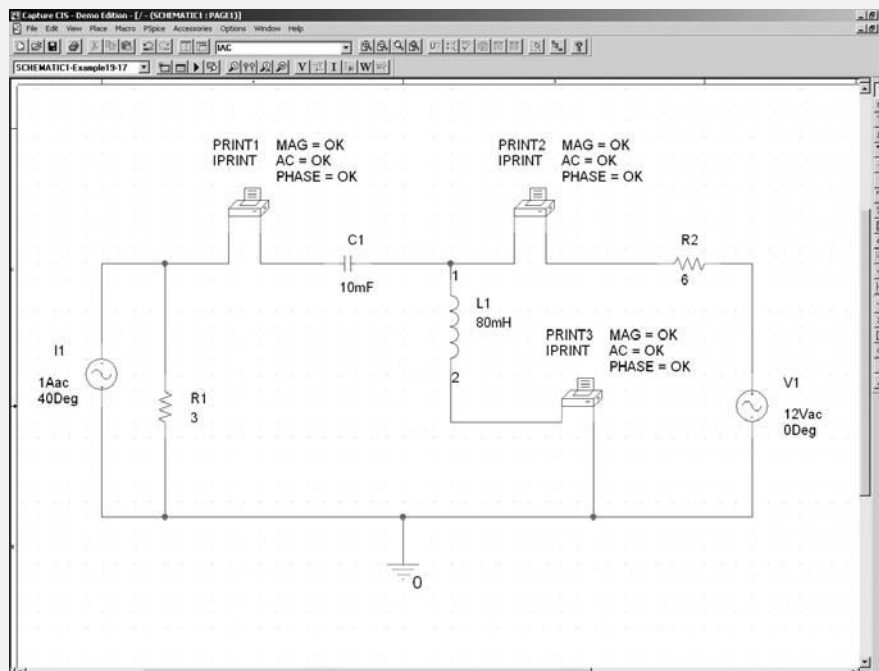 Capture CIS - Demo Edition - [/ - (SCHEMATIC1 : PAGE1)]
File Edit View Place Macro PSpice Accessories Options Window Help
IAC
SCHEMATIC1-Example19-17
V I W
PRINT1 MAG = OK
IPRINT AC = OK
PHASE = OK
PRINT2 MAG = OK
IPRINT AC = OK
PHASE = OK
C1
10mF
R2
6
1
L1
80mH
2
PRINT3 MAG = OK
IPRINT AC = OK
PHASE = OK
I1
1Aac
40Deg
R1
3
V1
12Vac
0Deg
0